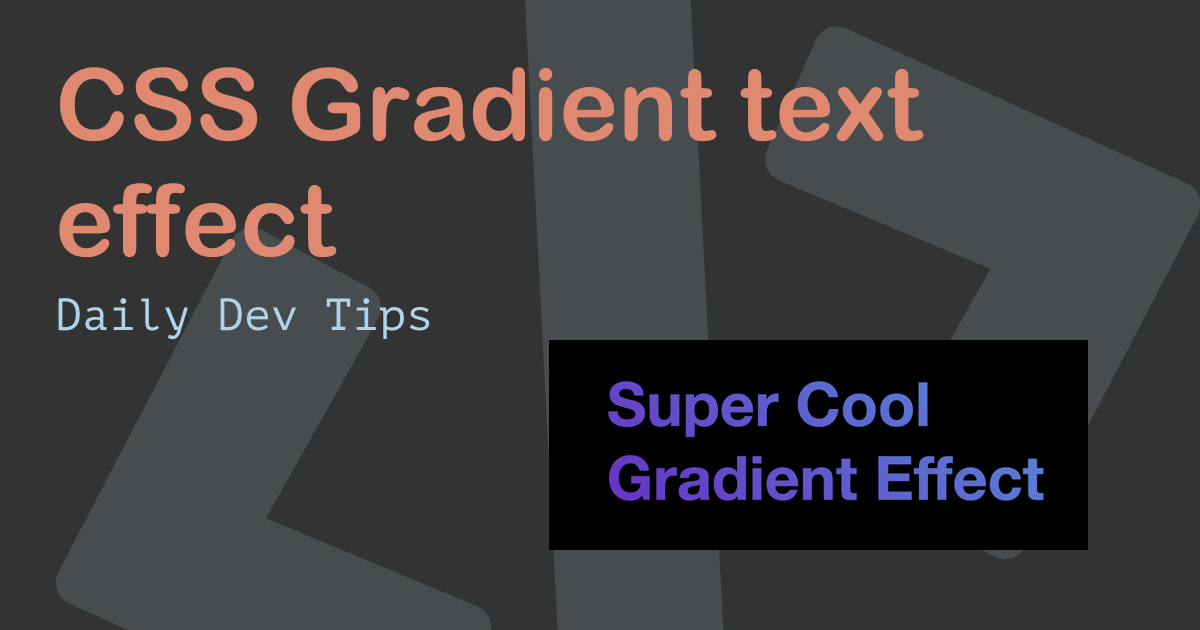 CSS Gradient text
effect
Daily Dev Tips
Super Cool
Gradient Effect